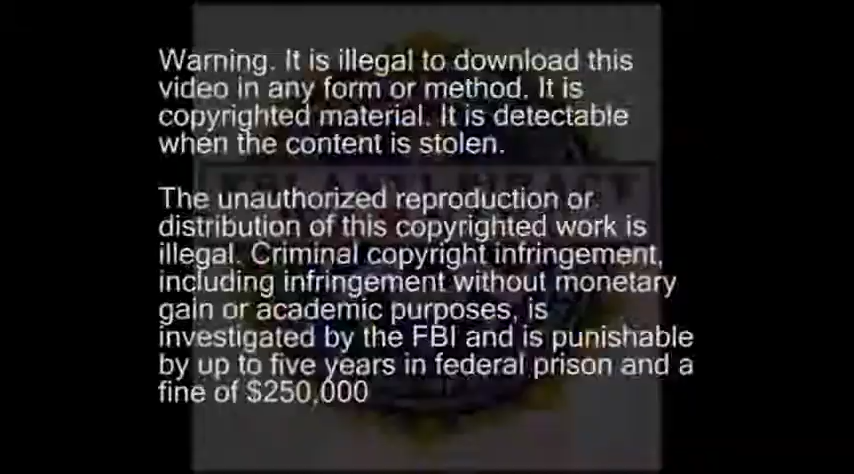 Warning. It is illegal to download this
video in any form or method. It is
copyrighted material. It is detectable
when the content is stolen.
The unauthorized reproduction or
distribution of this copyrighted work is
illegal. Criminal copyright infringement,
including infringement without monetary
gain or academic purposes, is
investigated by the FBI and is punishable
by up to five years in federal prison and a
fine of $250,000
FBI ANTI-PIRACY